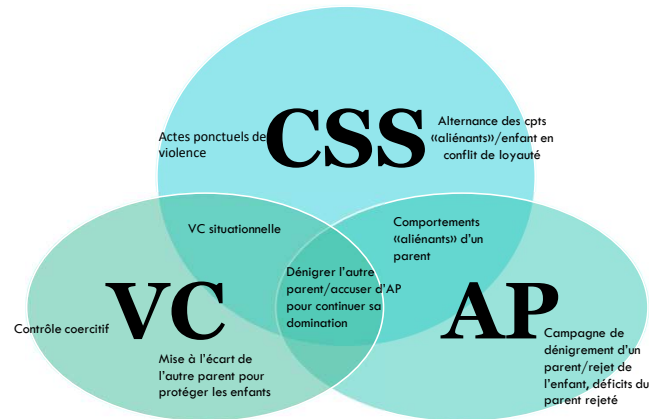 CSS
Actes ponctuels de
violence
Alternance des cpts
«aliénants»/enfant en
conflit de loyauté
VC situationnelle
Comportements
«aliénants» d'un
parent
Dénigrer l'autre
parent/accuser d'AP
pour continuer sa
domination
VC
Contrôle coercitif
Mise à l'écart de
l'autre parent pour
protéger les enfants
AP
Campagne de
dénigrement d'un
parent/rejet de
l'enfant, déficits du
parent rejeté